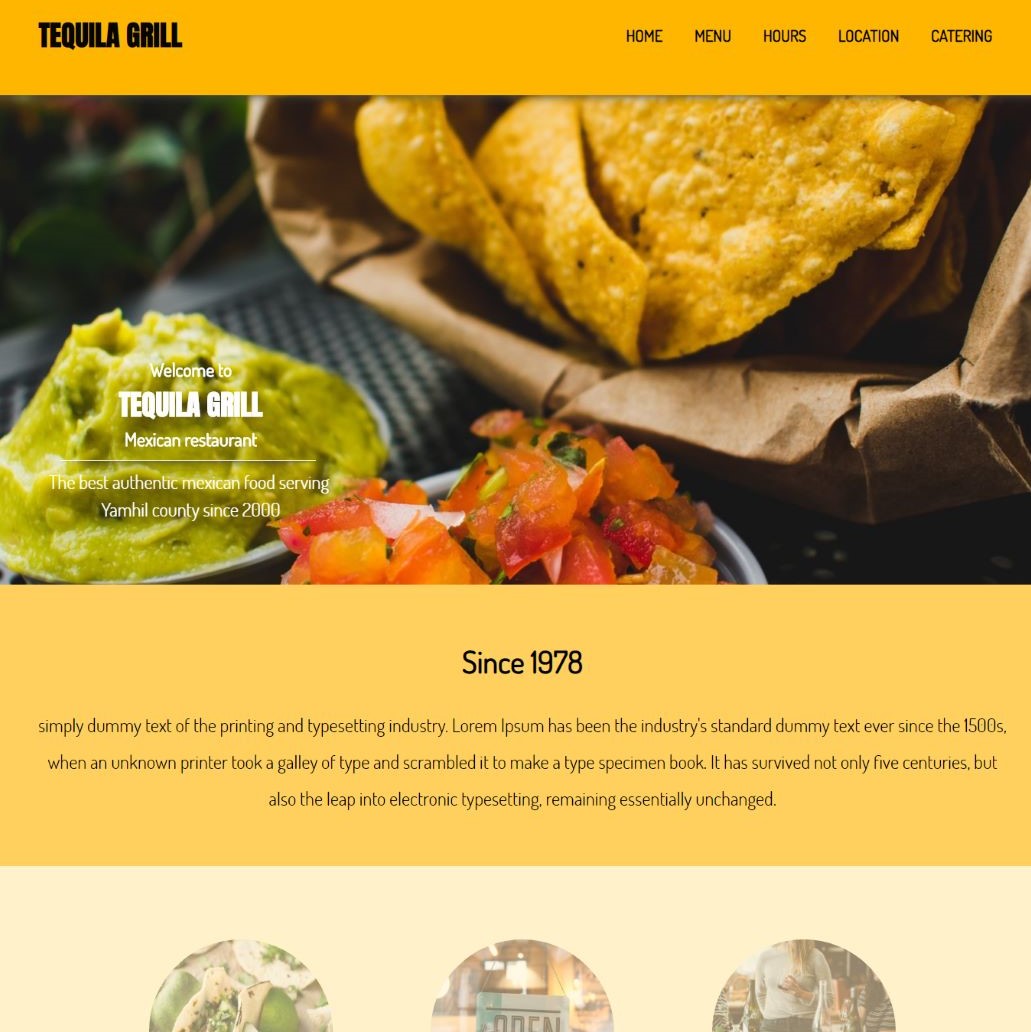 TEQUILA GRILL
HOME MENU HOURS LOCATION CATERING
Welcome to
TEQUILA GRILL
Mexican restaurant
The best authentic mexican food serving
Yamhil county since 2000
Since 1978
simply dummy text of the printing and typesetting industry. Lorem Ipsum has been the industry's standard dummy text ever since the 1500s,
when an unknown printer took a galley of type and scrambled it to make a type specimen book. It has survived not only five centuries, but
also the leap into electronic typesetting, remaining essentially unchanged.
OPEN